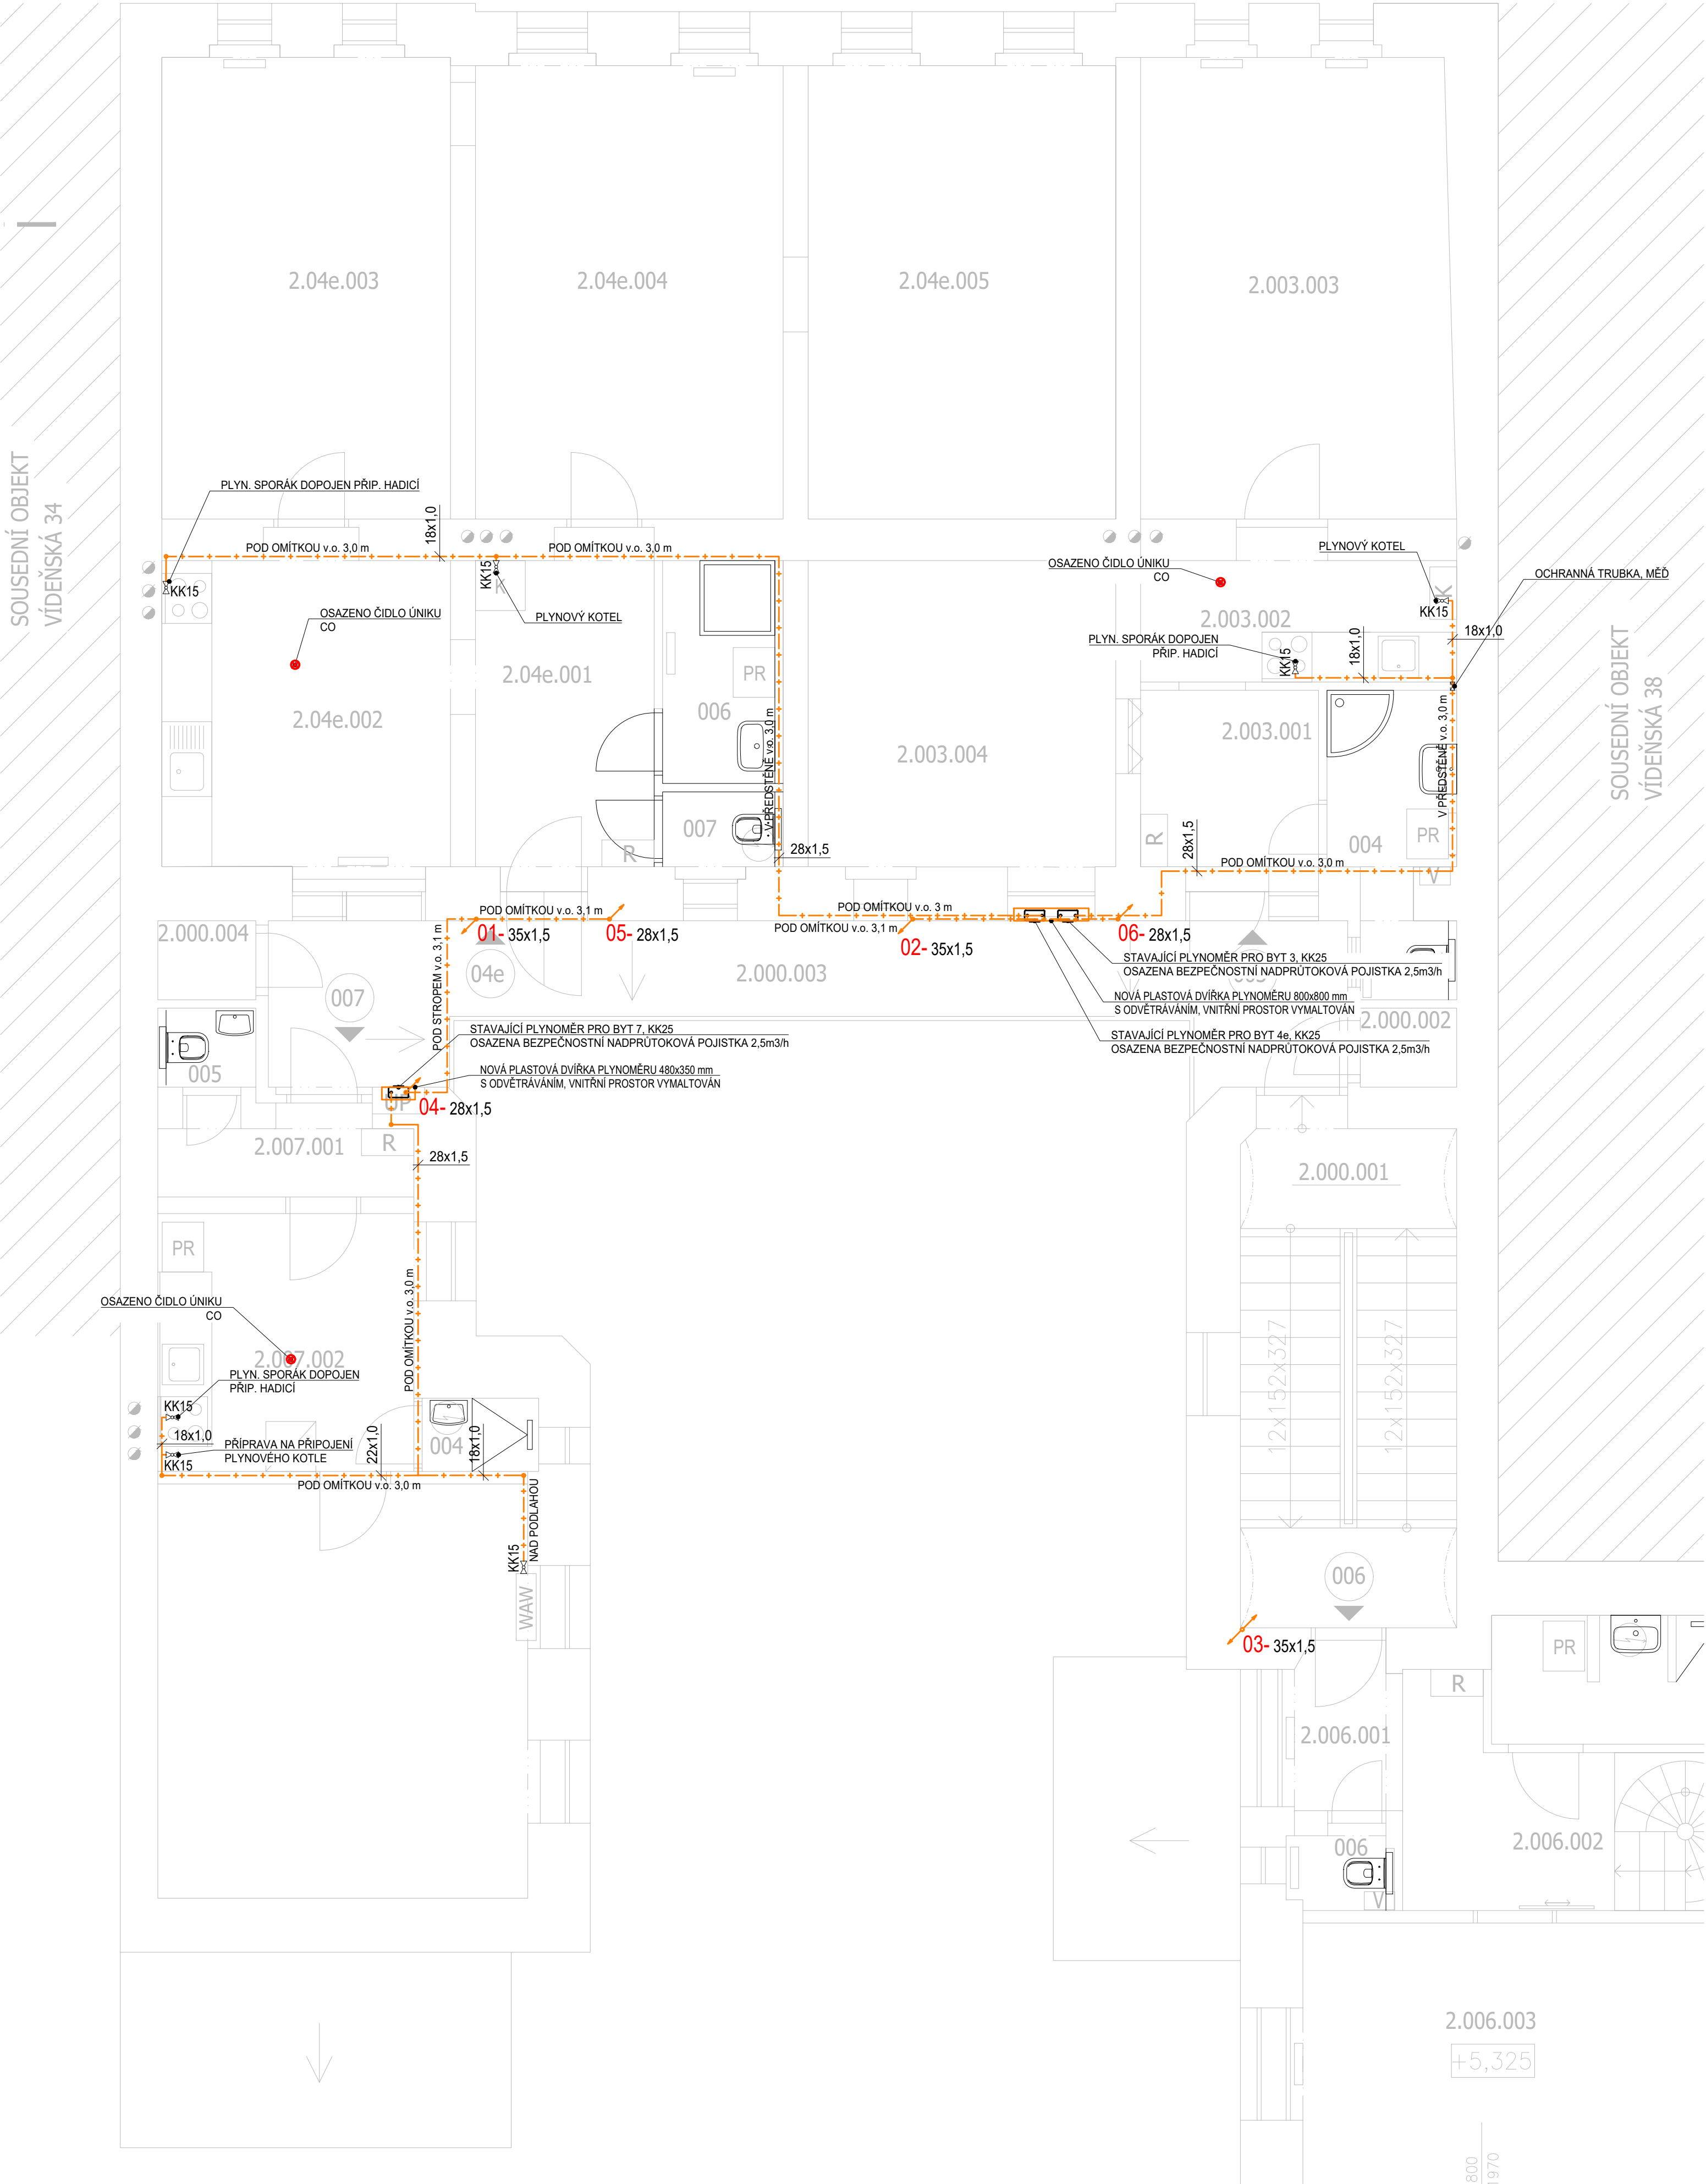 2.04e.003
2.04e.004
2.04e.005
2.003.003
SOUSEDNÍ OBJEKT
VÍDEŇSKÁ 34
PLYN. SPORÁK DOPOJEN PŘIP. HADICÍ
18x1,0
POD OMÍTKOU v.o. 3,0 m
POD OMÍTKOU v.o. 3,0 m
PLYNOVÝ KOTEL
OSAZENO ČIDLO ÚNIKU
CO
OCHRANNÁ TRUBKA, MĚĎ
KK15
KK15
K
K
KK15
OSAZENO ČIDLO ÚNIKU
CO
PLYNOVÝ KOTEL
2.003.002
18x1,0
PLYN. SPORÁK DOPOJEN
PŘIP. HADICÍ
KK15
18x1,0
SOUSEDNÍ OBJEKT
VÍDEŇSKÁ 38
2.04e.001
PR
006
2.04e.002
2.003.004
2.003.001
V PŘEDSTĚNĚ v.o. 3,0 m
V PŘEDSTĚNĚ v.o. 3,0 m
007
R
28x1,5
R
28x1,5
004
PR
POD OMÍTKOU v.o. 3,0 m
V
POD OMÍTKOU v.o. 3,1 m
POD OMÍTKOU v.o. 3 m
POD OMÍTKOU v.o. 3,1 m
2.000.004
01- 35x1,5
05- 28x1,5
02- 35x1,5
06- 28x1,5
04e
2.000.003
007
POD STROPEM v.o. 3,1 m
STAVAJÍCÍ PLYNOMĚR PRO BYT 3, KK25
OSAZENA BEZPEČNOSTNÍ NADPRŮTOKOVÁ POJISTKA 2,5m3/h
NOVÁ PLASTOVÁ DVÍŘKA PLYNOMĚRU 800x800 mm
S ODVĚTRÁVÁNÍM, VNITŘNÍ PROSTOR VYMALTOVÁN
2.000.002
STAVAJÍCÍ PLYNOMĚR PRO BYT 4e, KK25
OSAZENA BEZPEČNOSTNÍ NADPRŮTOKOVÁ POJISTKA 2,5m3/h
STAVAJÍCÍ PLYNOMĚR PRO BYT 7, KK25
OSAZENA BEZPEČNOSTNÍ NADPRŮTOKOVÁ POJISTKA 2,5m3/h
NOVÁ PLASTOVÁ DVÍŘKA PLYNOMĚRU 480x350 mm
S ODVĚTRÁVÁNÍM, VNITŘNÍ PROSTOR VYMALTOVÁN
005
04- 28x1,5
2.007.001
R
28x1,5
2.000.001
PR
POD OMÍTKOU v.o. 3,0 m
OSAZENO ČIDLO ÚNIKU
CO
2.007.002
12x152x327
12x152x327
PLYN. SPORÁK DOPOJEN
PŘIP. HADICÍ
KK15
18x1,0
PŘÍPRAVA NA PŘIPOJENÍ
PLYNOVÉHO KOTLE
KK15
22x1,0
004
18x1,0
POD OMÍTKOU v.o. 3,0 m
NAD PODLAHOU
KK15
WAW
006
03- 35x1,5
PR
R
2.006.001
2.006.002
006
V
2.006.003
+5,325
800
1970